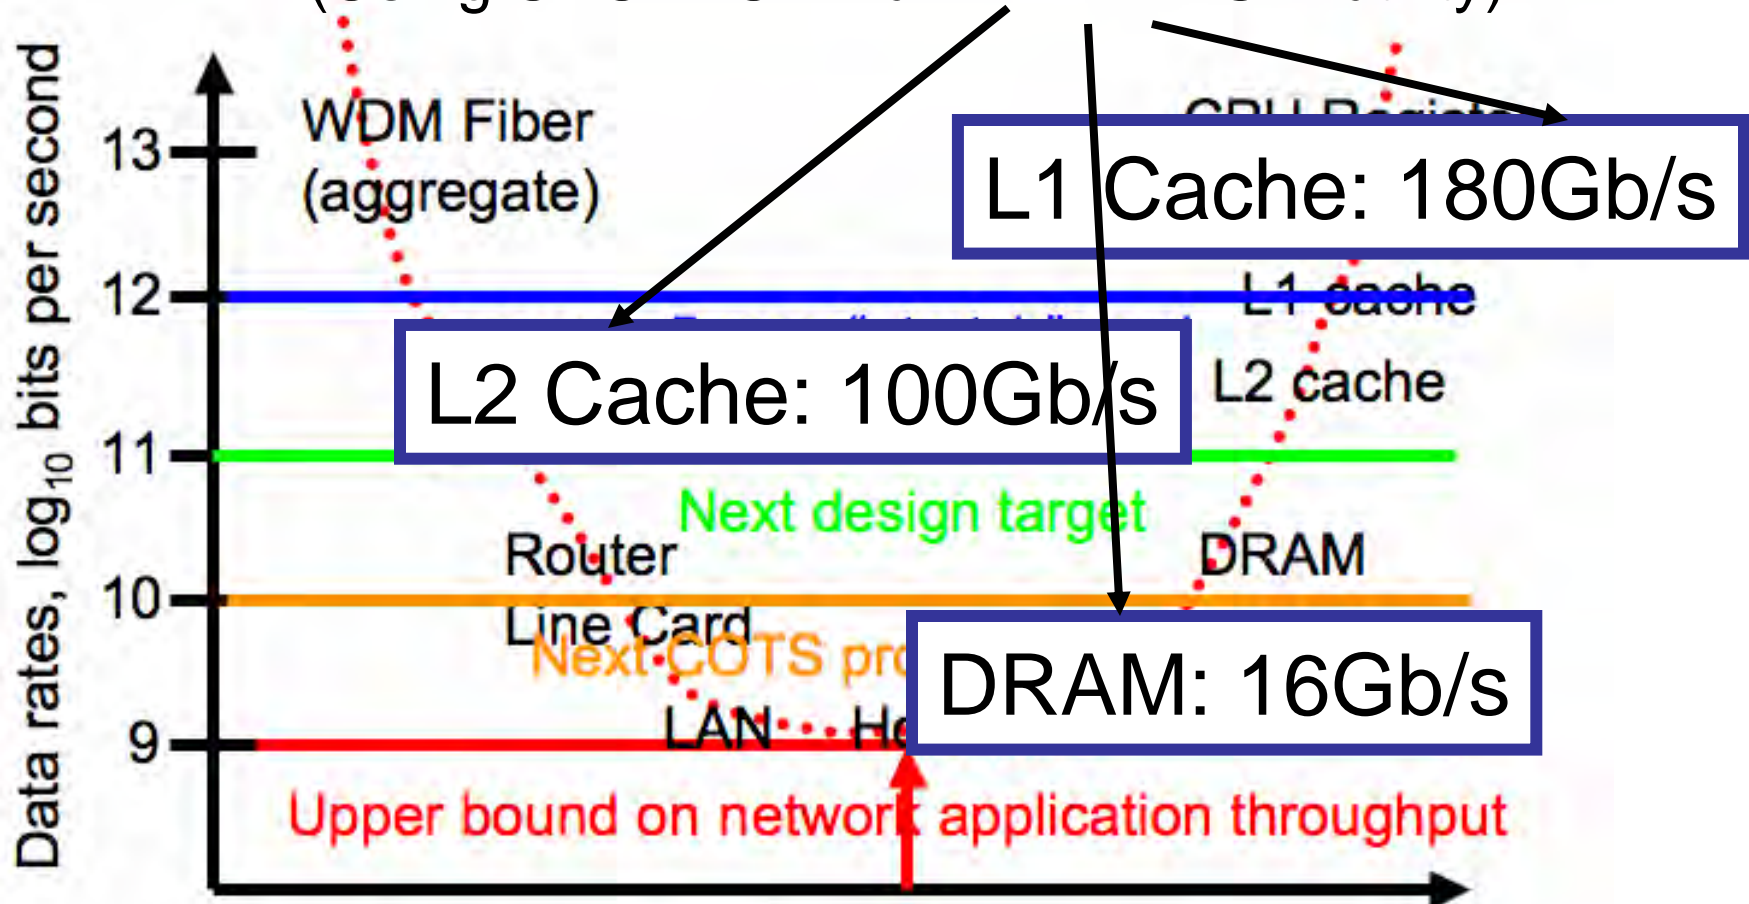 Data rates, log10 bits per second
13
12
11
10
9
WDM Fiber
(aggregate)
L1 Cache: 180Gb/s
L1 cache
L2 Cache: 100Gb/s
L2 cache
Next design target
Router
Line Card
DRAM
Next COTS
DRAM: 16Gb/s
LAN
Upper bound on network application throughput